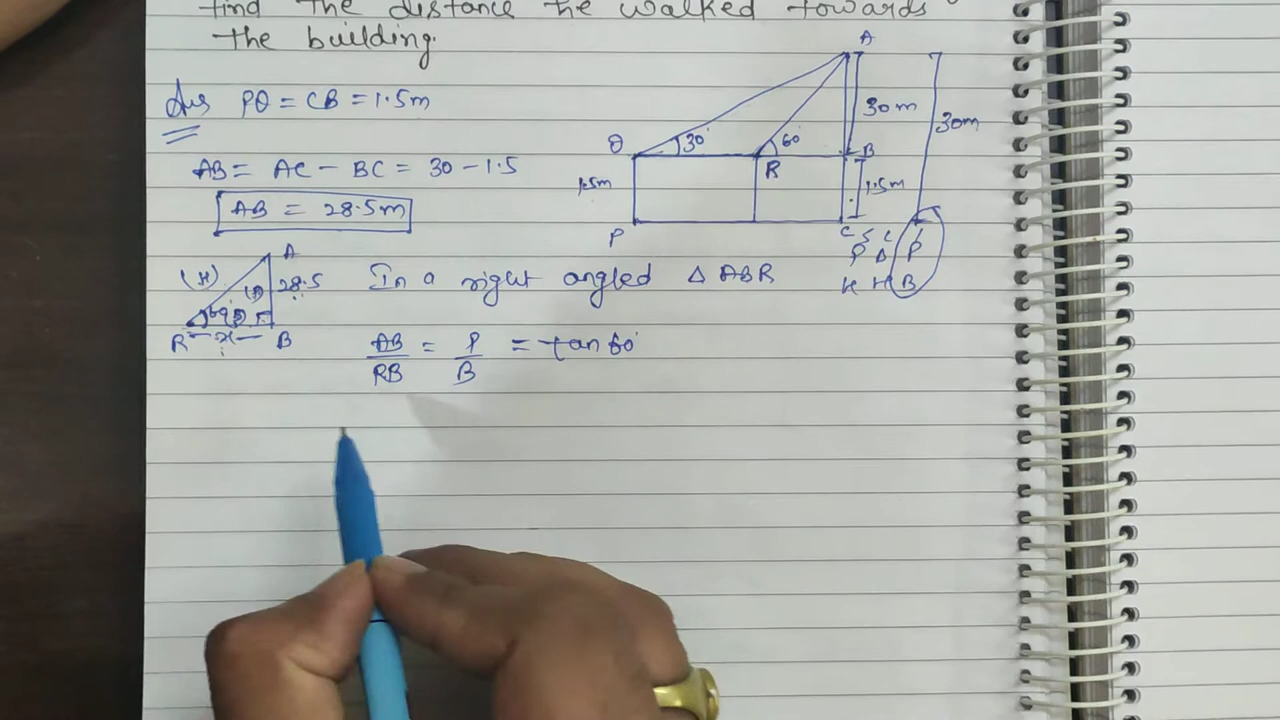 find the distance he walked towards
the building.
Ans PQ = CB = 1.5m
AB = AC - BC = 30 - 1.5
AB = 28.5m
A
30m
30m
Q 30° 60° B
R
1.5m
1.5m
P C
S C L
P A P
H H B
A
(H) 28.5
60°
R - x - B
In a right angled Δ ABR
AB/RB = P/B = tan 60°